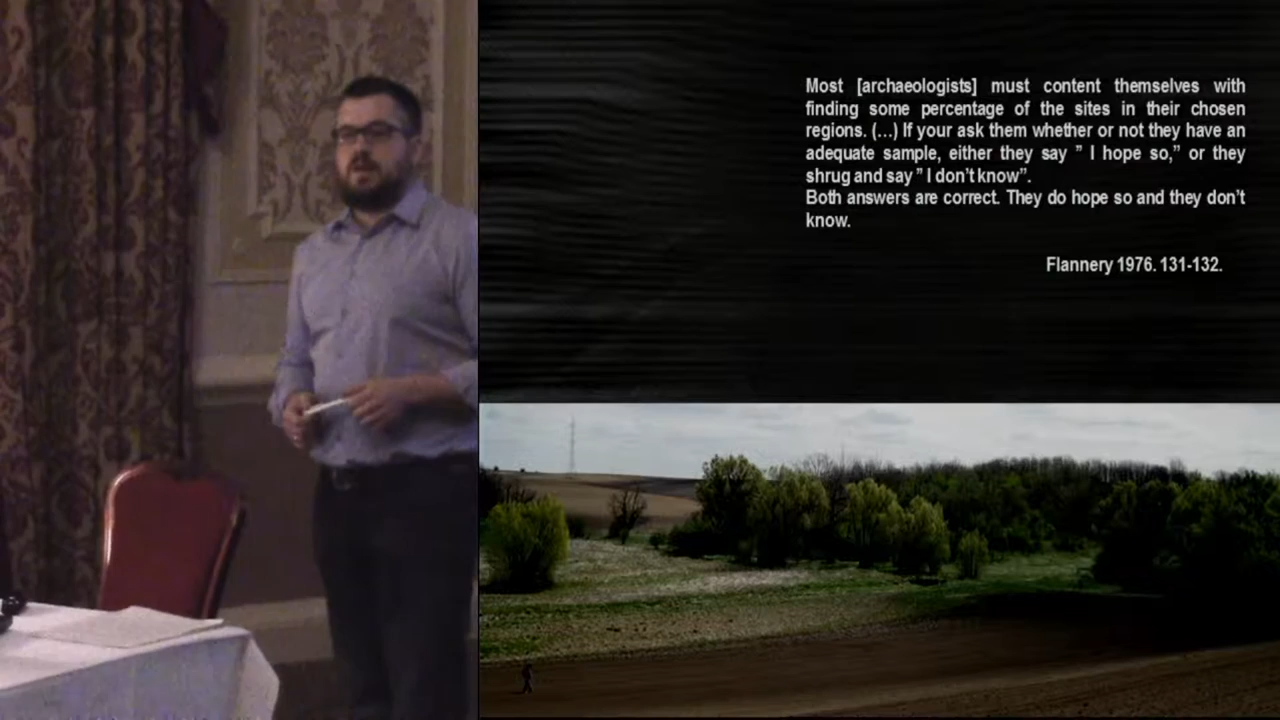 Most [archaeologists] must content themselves with
finding some percentage of the sites in their chosen
regions. (…) If your ask them whether or not they have an
adequate sample, either they say ” I hope so,” or they
shrug and say ” I don’t know”.
Both answers are correct. They do hope so and they don’t
know.
Flannery 1976. 131-132.